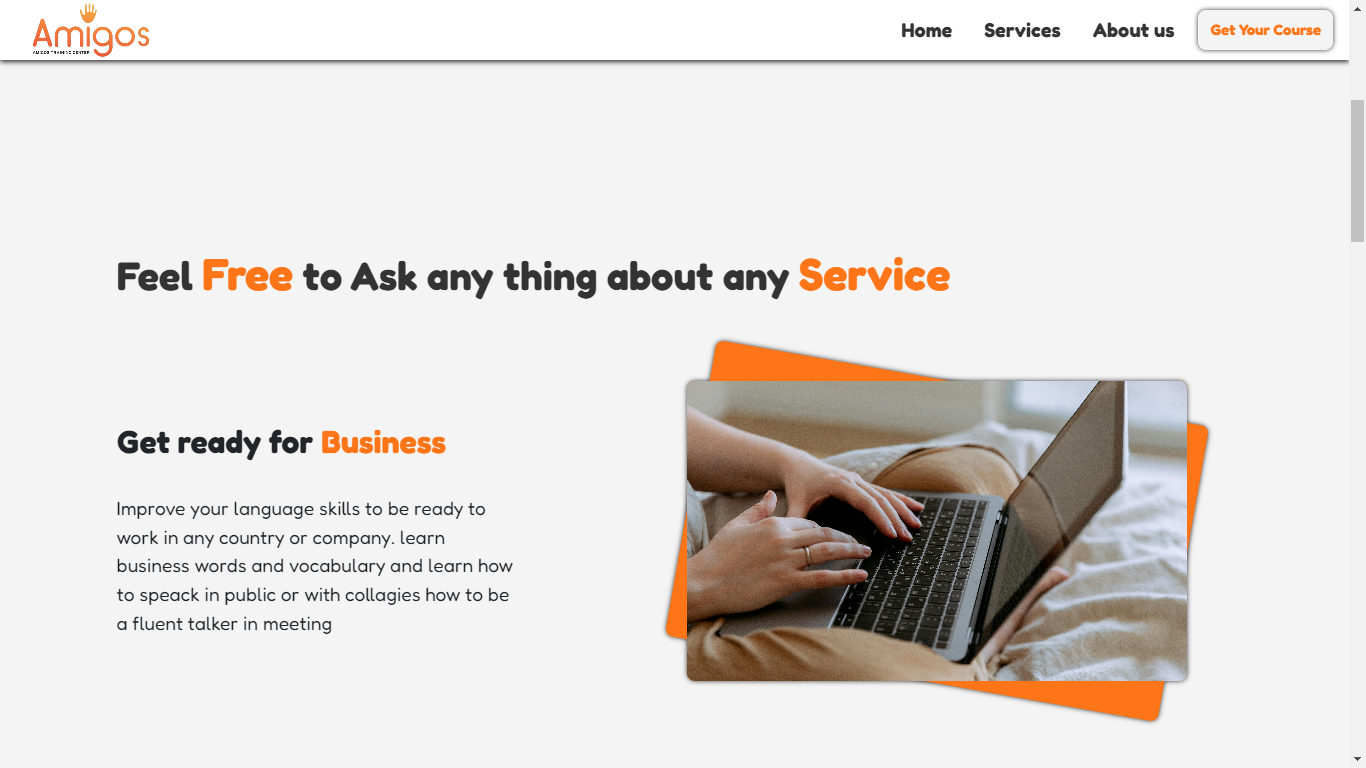 Amigos
AMIGOS TRAINING CENTER
Home
Services
About us
Get Your Course
Feel Free to Ask any thing about any Service
Get ready for Business
Improve your language skills to be ready to
work in any country or company. learn
business words and vocabulary and learn how
to speack in public or with collagies how to be
a fluent talker in meeting